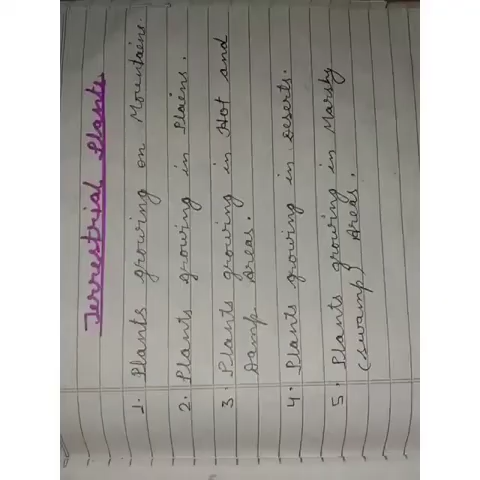 Terrestrial Plants
1. Plants growing on Mountains.
2. Plants growing in Plains.
3. Plants growing in Hot and
Damp Areas.
4. Plants growing in Deserts.
5. Plants growing in Marshy
(swamp) Areas.